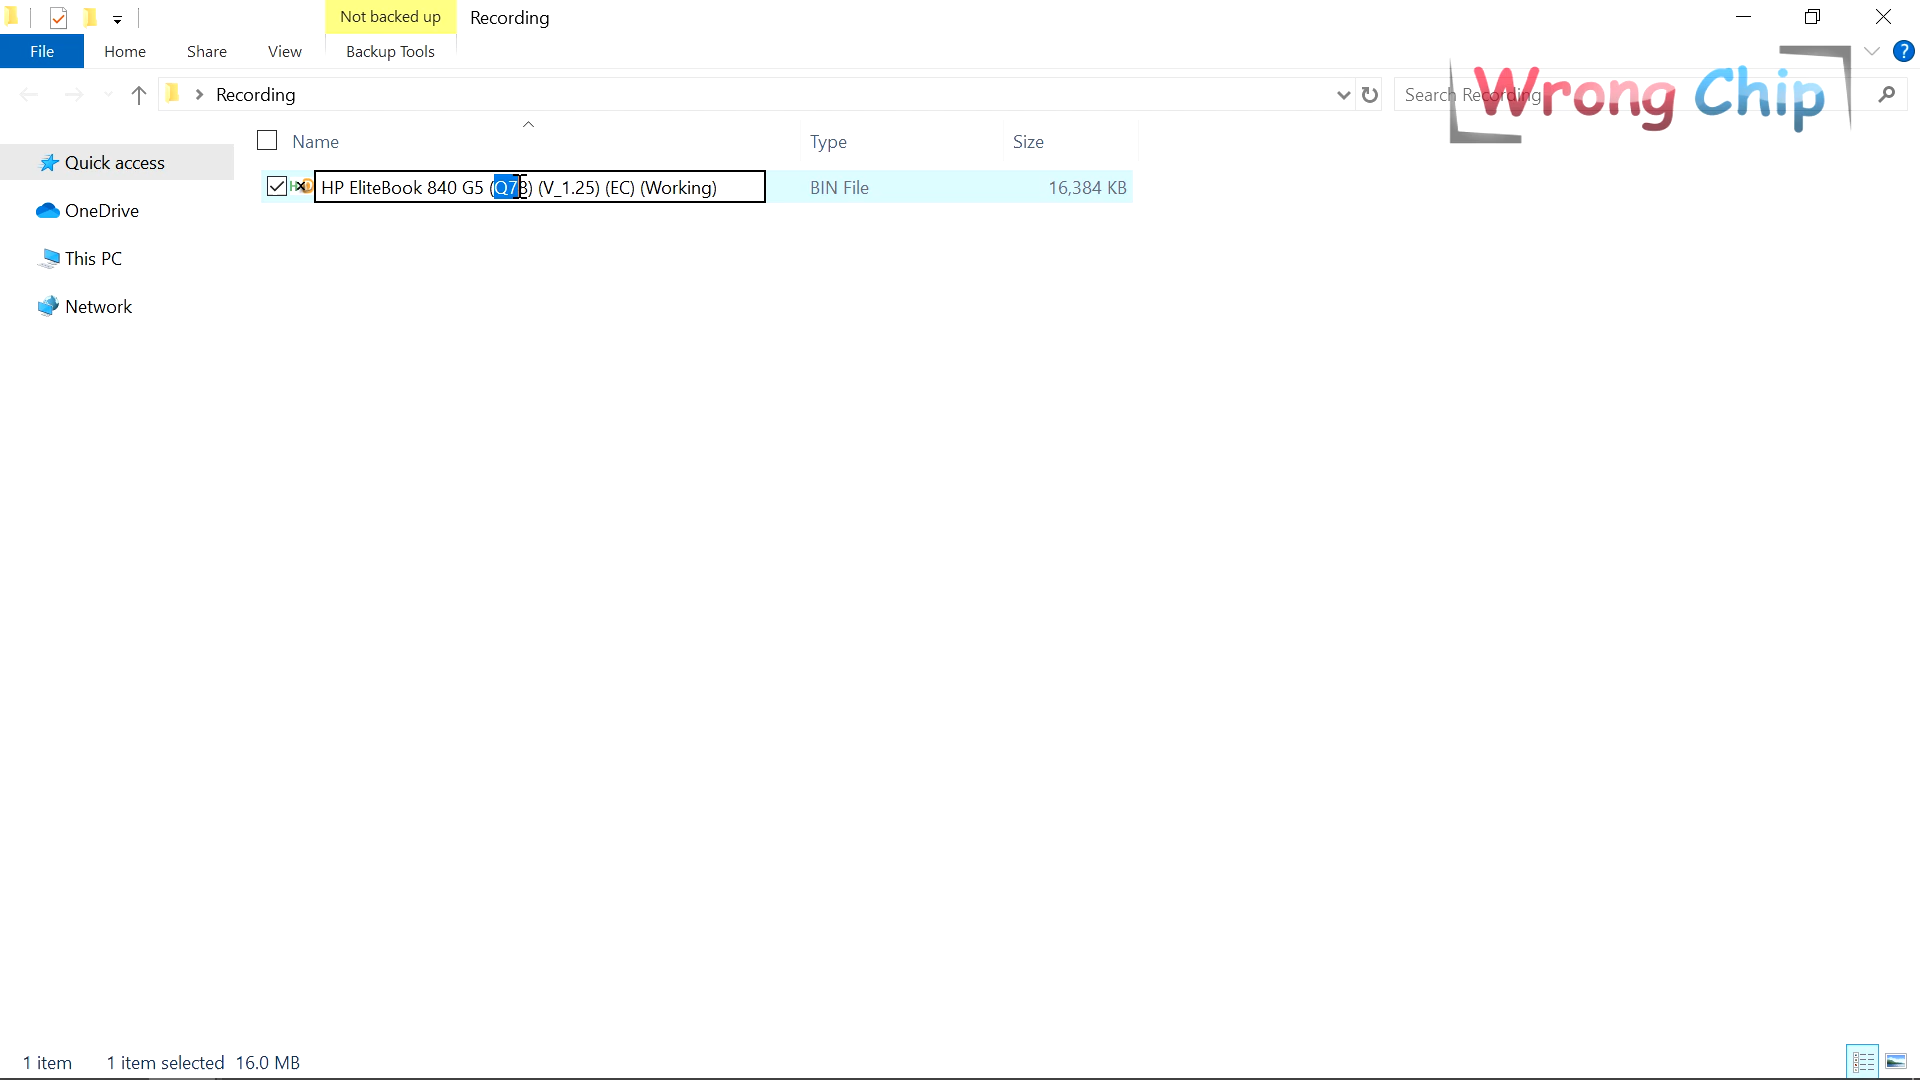 Not backed up
Recording
File
Home
Share
View
Backup Tools
Recording
Search Recording
Wrong Chip
Name
Type
Size
Quick access
HP EliteBook 840 G5 (Q78) (V_1.25) (EC) (Working)
BIN File
16,384 KB
OneDrive
This PC
Network
1 item
1 item selected 16.0 MB